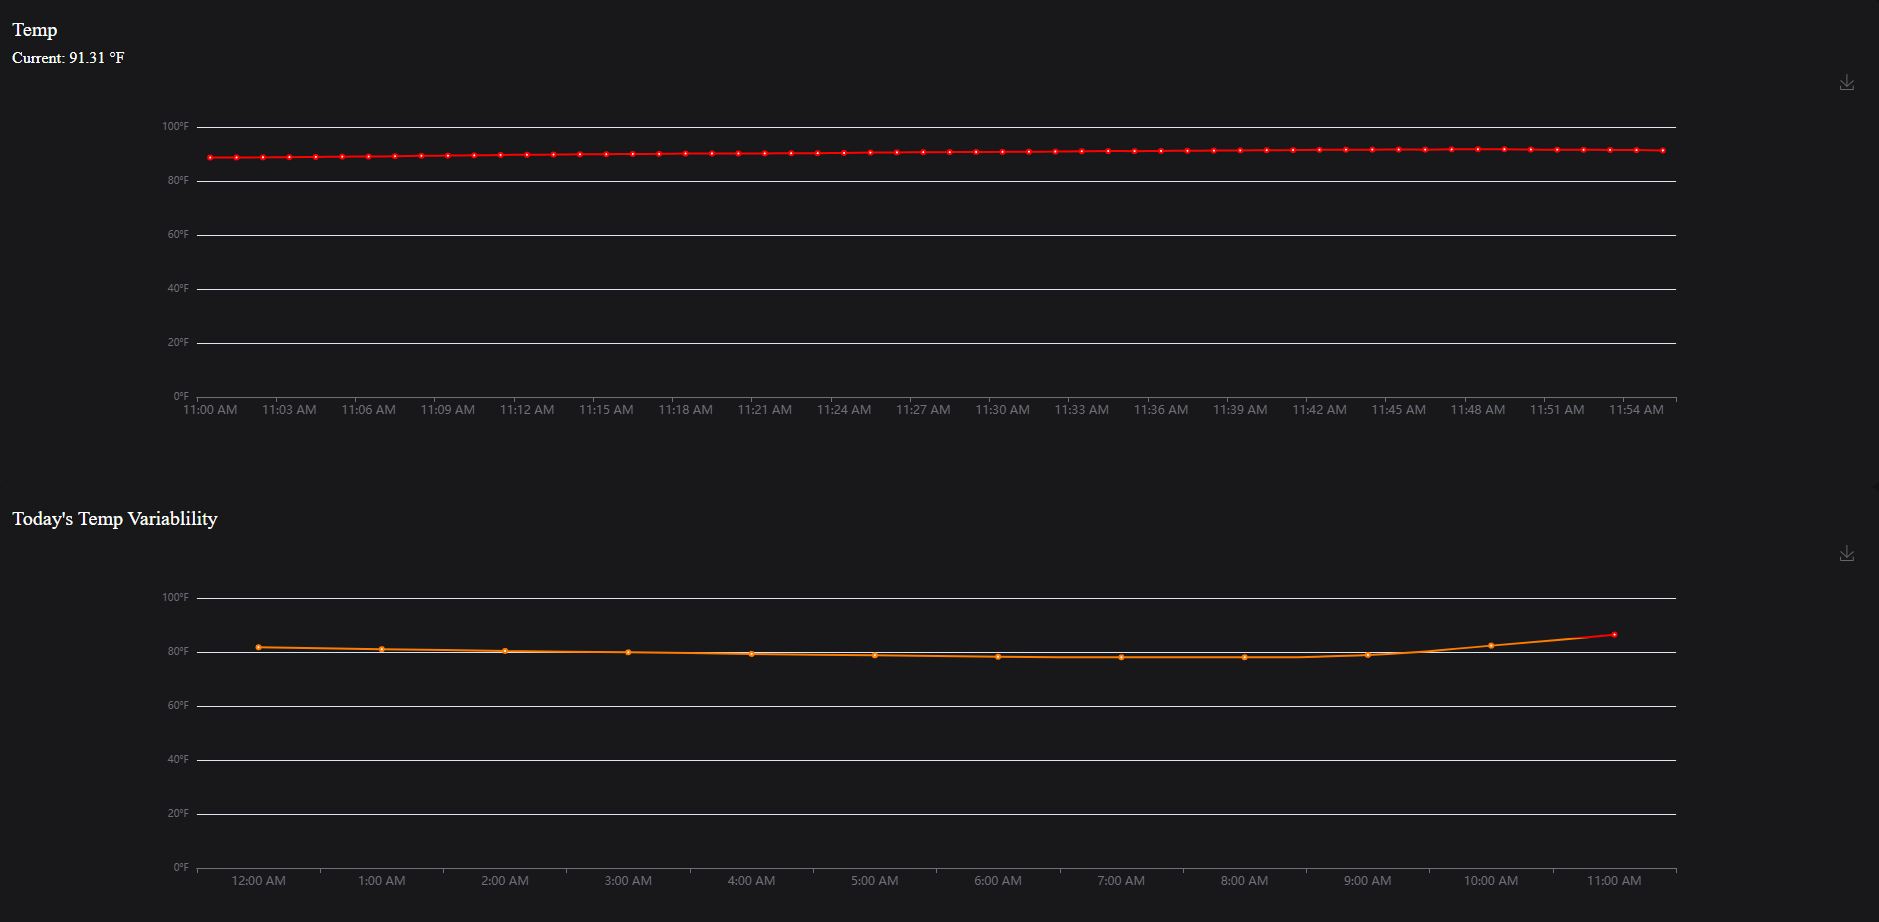 Temp
Current: 91.31 °F
100°F
80°F
60°F
40°F
20°F
0°F
11:00 AM 11:03 AM 11:06 AM 11:09 AM 11:12 AM 11:15 AM 11:18 AM 11:21 AM 11:24 AM 11:27 AM 11:30 AM 11:33 AM 11:36 AM 11:39 AM 11:42 AM 11:45 AM 11:48 AM 11:51 AM 11:54 AM
Today's Temp Variablility
100°F
80°F
60°F
40°F
20°F
0°F
12:00 AM 1:00 AM 2:00 AM 3:00 AM 4:00 AM 5:00 AM 6:00 AM 7:00 AM 8:00 AM 9:00 AM 10:00 AM 11:00 AM